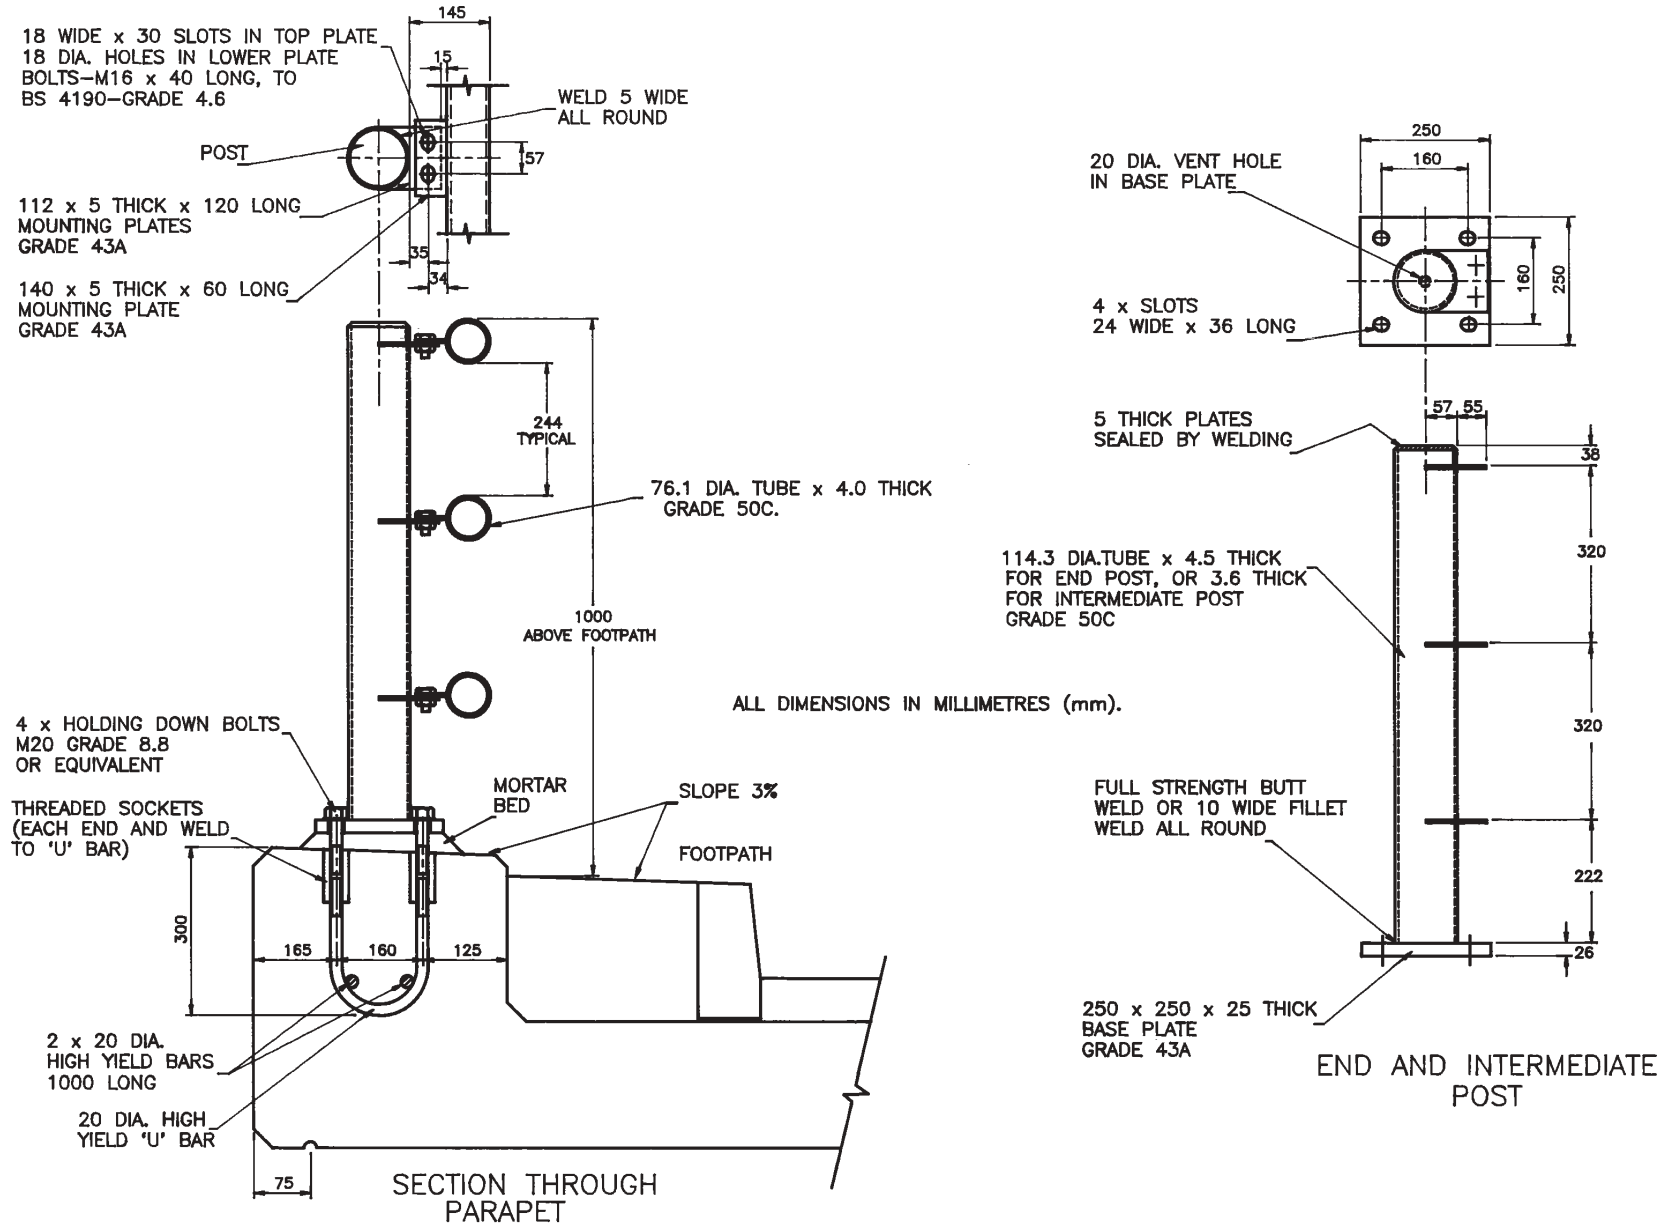 145
18 WIDE x 30 SLOTS IN TOP PLATE
18 DIA. HOLES IN LOWER PLATE
BOLTS-M16 x 40 LONG, TO
BS 4190-GRADE 4.6
15
WELD 5 WIDE
ALL ROUND
POST
57
112 x 5 THICK x 120 LONG
MOUNTING PLATES
GRADE 43A
35
34
140 x 5 THICK x 60 LONG
MOUNTING PLATE
GRADE 43A
244
TYPICAL
76.1 DIA. TUBE x 4.0 THICK
GRADE 50C.
1000
ABOVE FOOTPATH
ALL DIMENSIONS IN MILLIMETRES (mm).
4 x HOLDING DOWN BOLTS
M20 GRADE 8.8
OR EQUIVALENT
MORTAR
BED
SLOPE 3%
THREADED SOCKETS
(EACH END AND WELD
TO 'U' BAR)
FOOTPATH
300
165
160
125
2 x 20 DIA.
HIGH YIELD BARS
1000 LONG
20 DIA. HIGH
YIELD 'U' BAR
75
SECTION THROUGH
PARAPET
250
160
20 DIA. VENT HOLE
IN BASE PLATE
160
250
4 x SLOTS
24 WIDE x 36 LONG
57
55
5 THICK PLATES
SEALED BY WELDING
38
320
114.3 DIA.TUBE x 4.5 THICK
FOR END POST, OR 3.6 THICK
FOR INTERMEDIATE POST
GRADE 50C
320
FULL STRENGTH BUTT
WELD OR 10 WIDE FILLET
WELD ALL ROUND
222
26
250 x 250 x 25 THICK
BASE PLATE
GRADE 43A
END AND INTERMEDIATE
POST